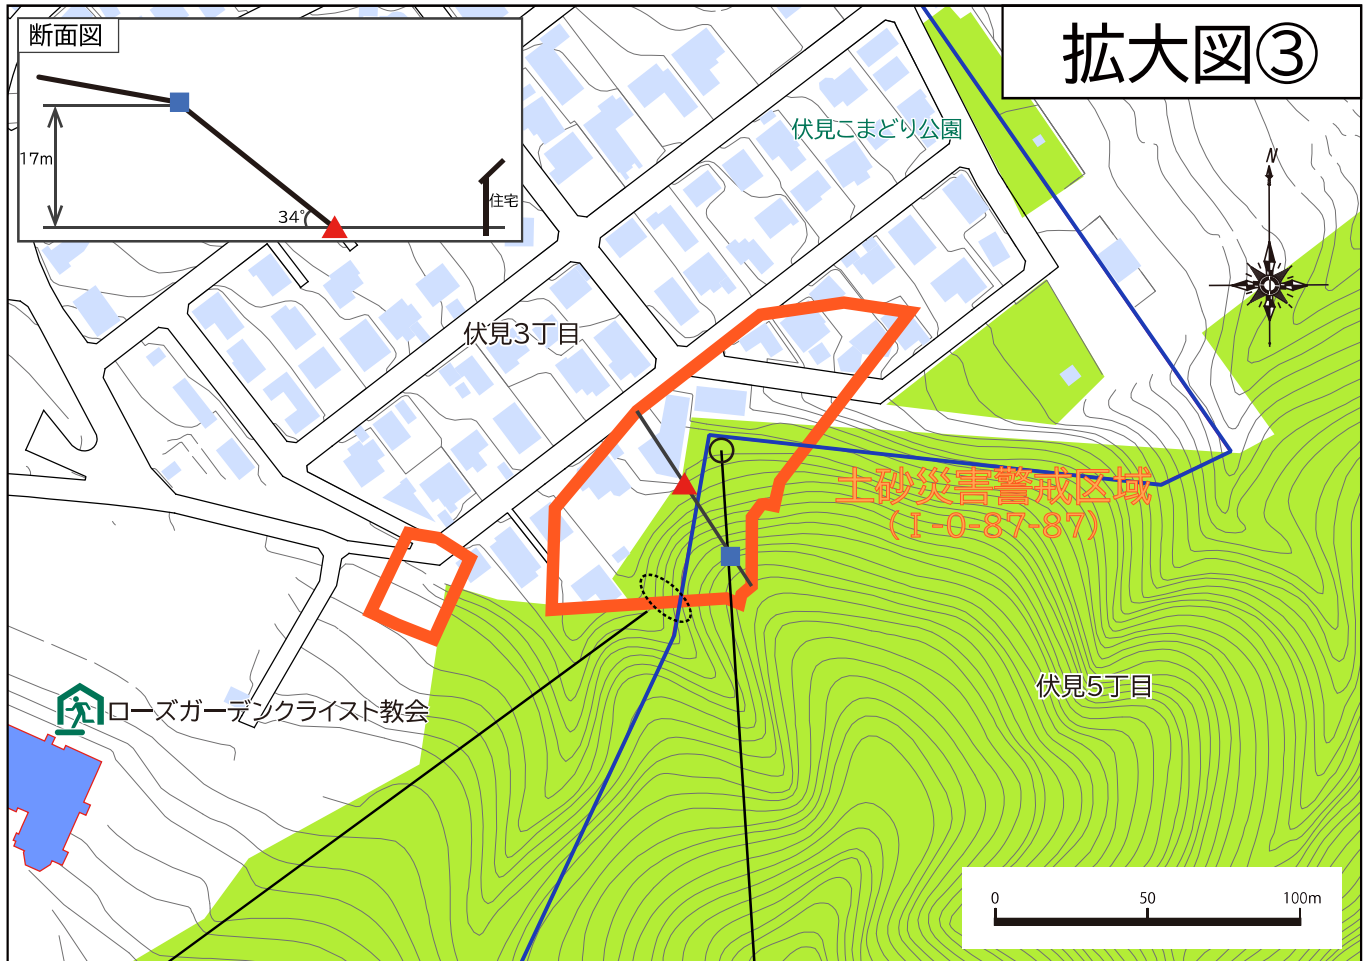 断面図
17m
34°
住宅
拡大図③
伏見こまどり公園
N
伏見3丁目
土砂災害警戒区域
(Ⅰ-0-87-87)
伏見5丁目
ローズガーデンクライスト教会
0 50 100m